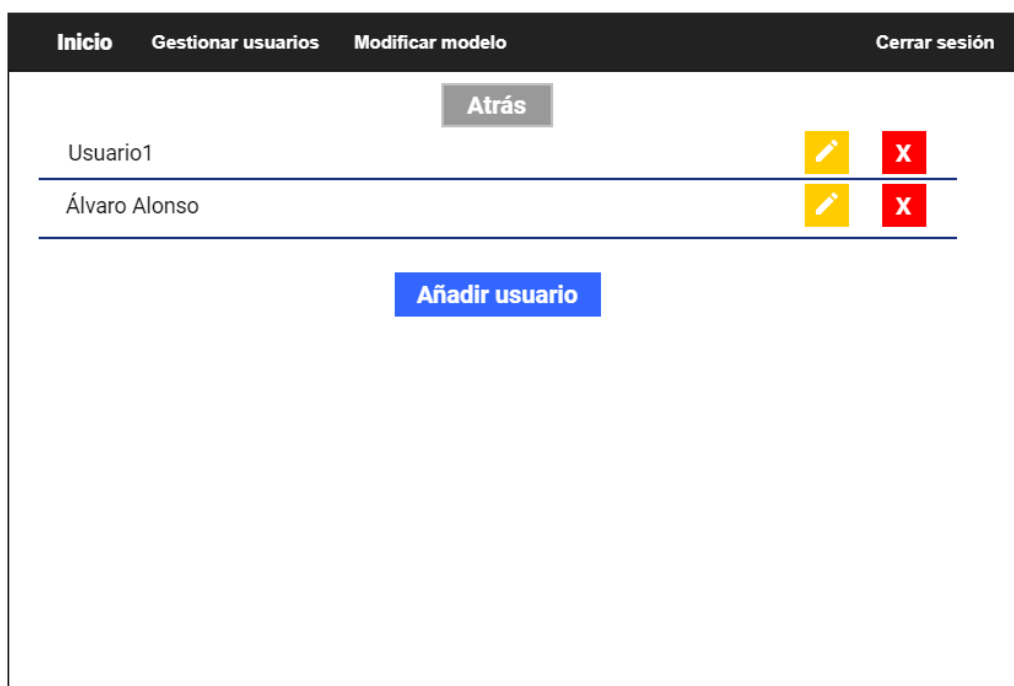 Inicio Gestionar usuarios Modificar modelo Cerrar sesión
Atrás
Usuario1 X
Álvaro Alonso X
Añadir usuario